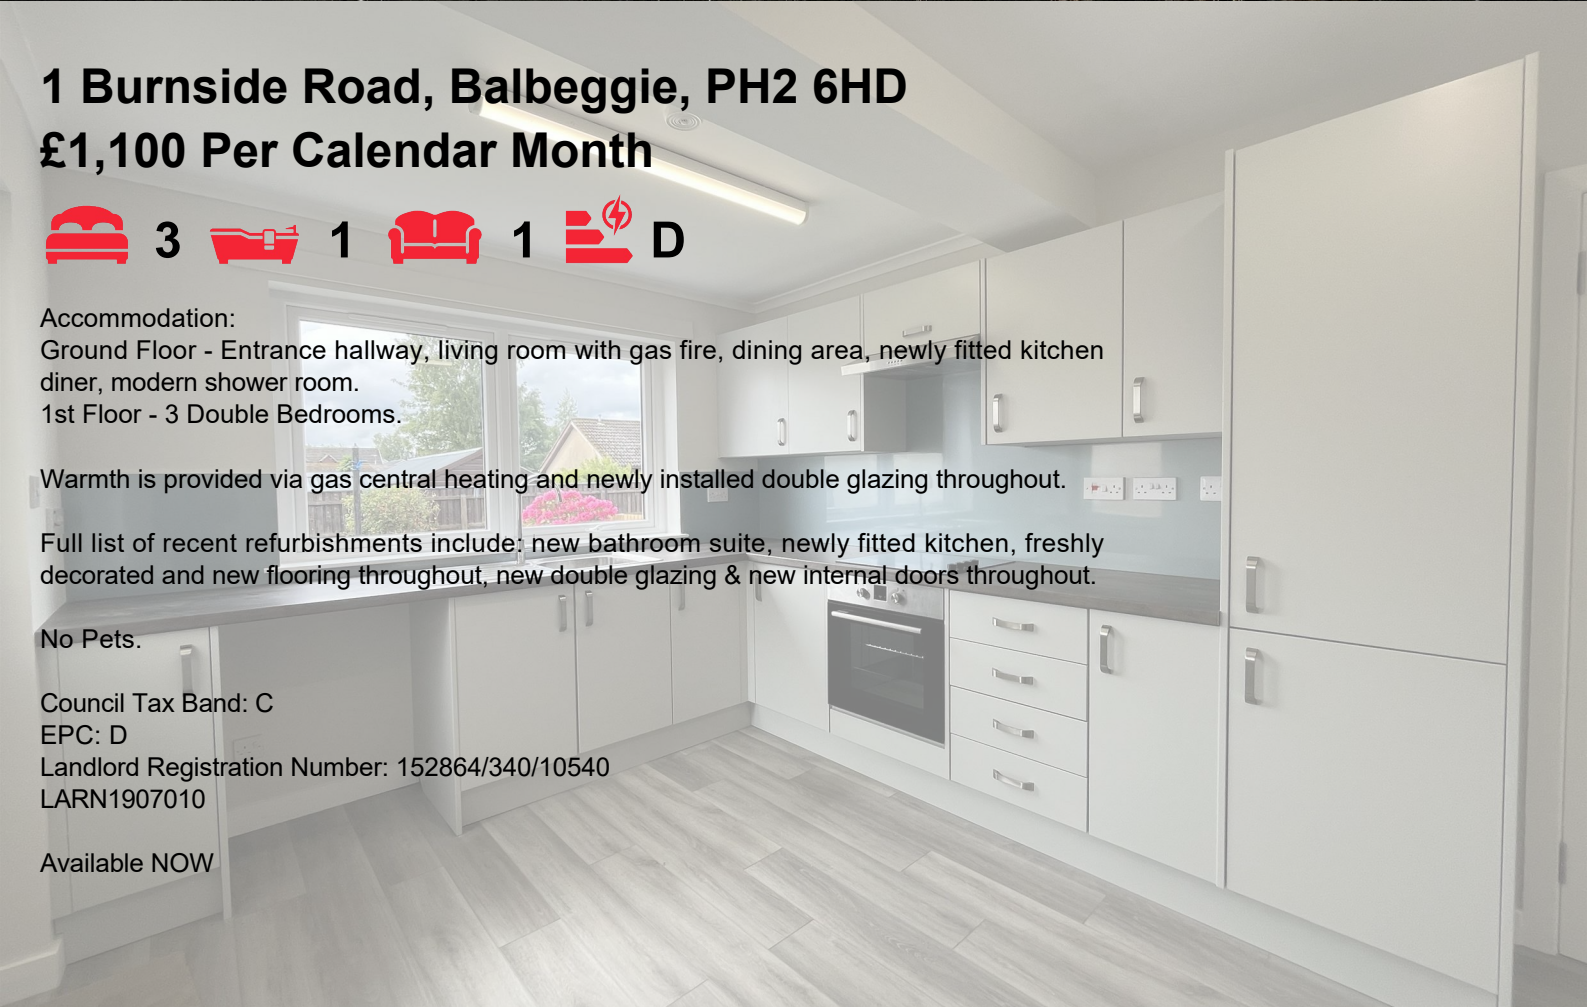 1 Burnside Road, Balbeggie, PH2 6HD
£1,100 Per Calendar Month
3 1 1 D
Accommodation:
Ground Floor - Entrance hallway, living room with gas fire, dining area, newly fitted kitchen
diner, modern shower room.
1st Floor - 3 Double Bedrooms.
Warmth is provided via gas central heating and newly installed double glazing throughout.
Full list of recent refurbishments include: new bathroom suite, newly fitted kitchen, freshly
decorated and new flooring throughout, new double glazing & new internal doors throughout.
No Pets.
Council Tax Band: C
EPC: D
Landlord Registration Number: 152864/340/10540
LARN1907010
Available NOW